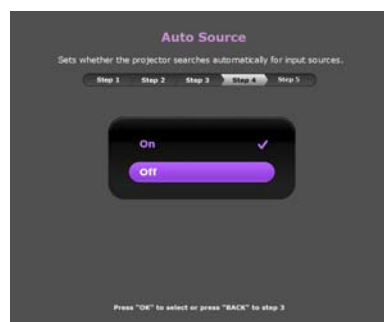 Auto Source
Sets whether the projector searches automatically for input sources.
Step 1 Step 2 Step 3 Step 4 Step 5
On
Off
Press "OK" to select or press "BACK" to step 3